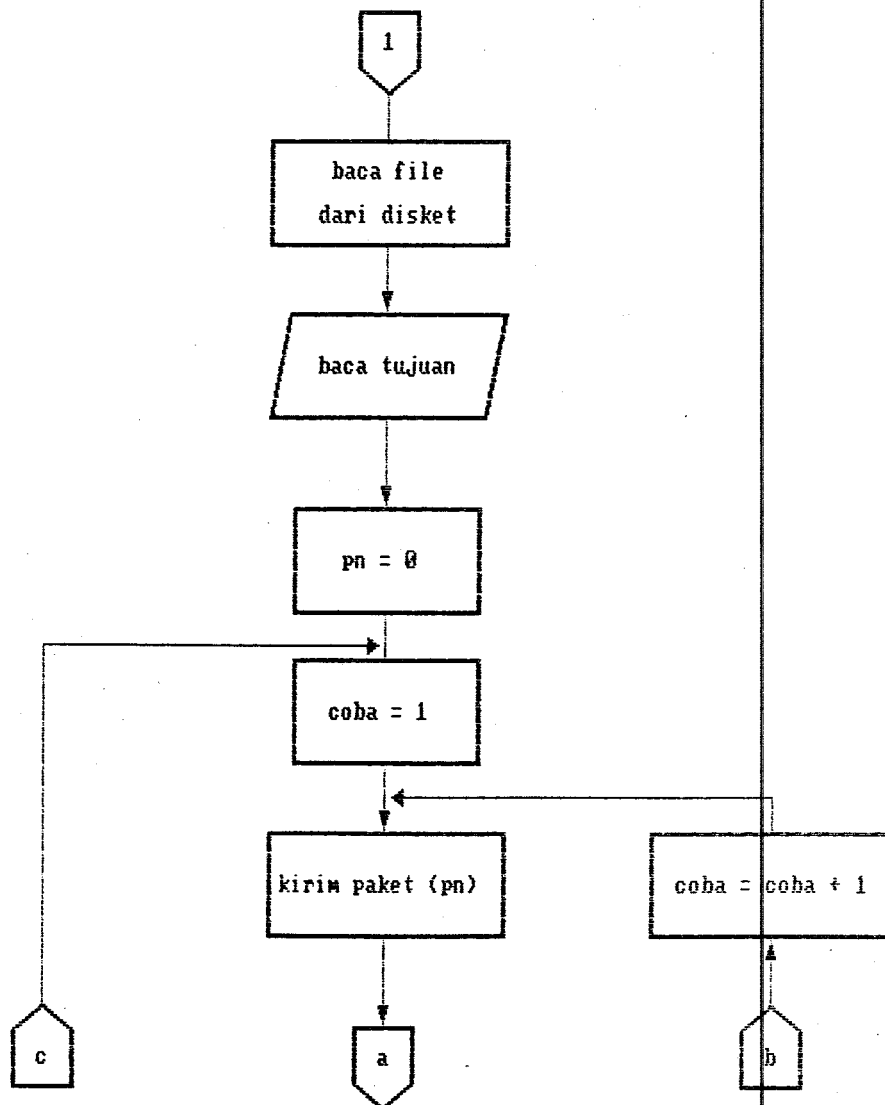 1
baca file
dari disket
baca tujuan
pn = 0
coba = 1
kirim paket (pn)
coba = coba + 1
c
a
b